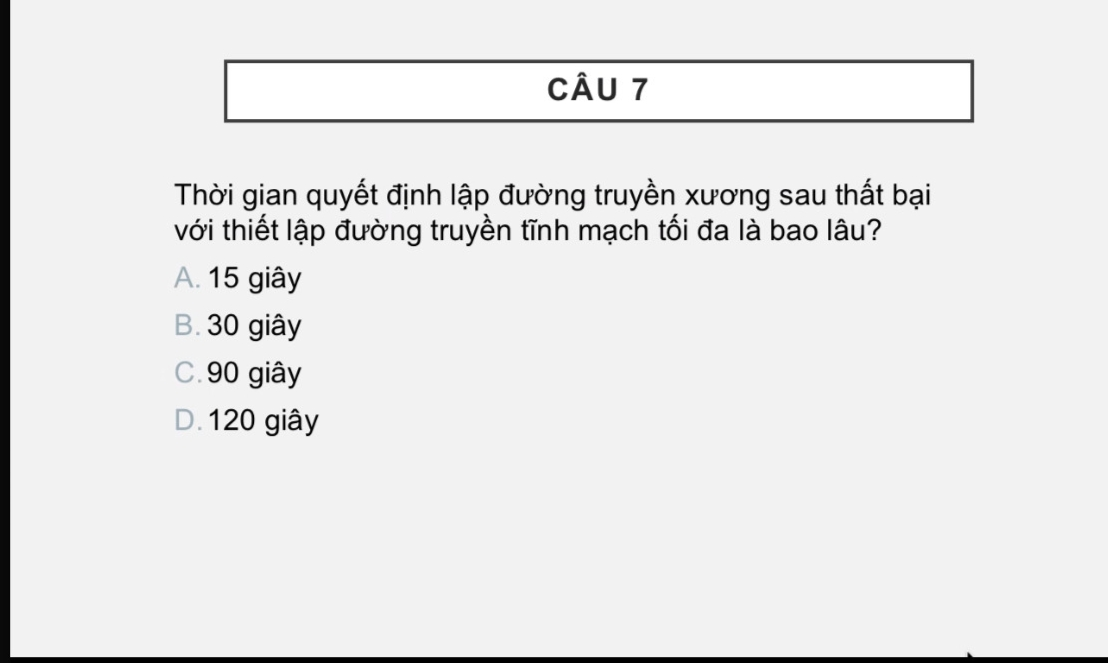 CÂU 7
Thời gian quyết định lập đường truyền xương sau thất bại
với thiết lập đường truyền tĩnh mạch tối đa là bao lâu?
A. 15 giây
B. 30 giây
C. 90 giây
D. 120 giây